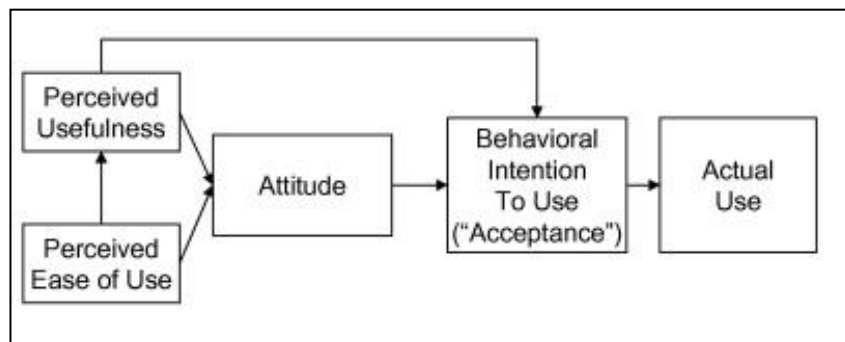 Perceived
Usefulness
Perceived
Ease of Use
Attitude
Behavioral
Intention
To Use
("Acceptance")
Actual
Use